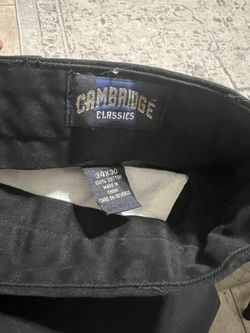 CAMBRIDGE
CLASSICS
34X30
100% COTTON
MADE IN
CHINA
CARE ON REVERSE